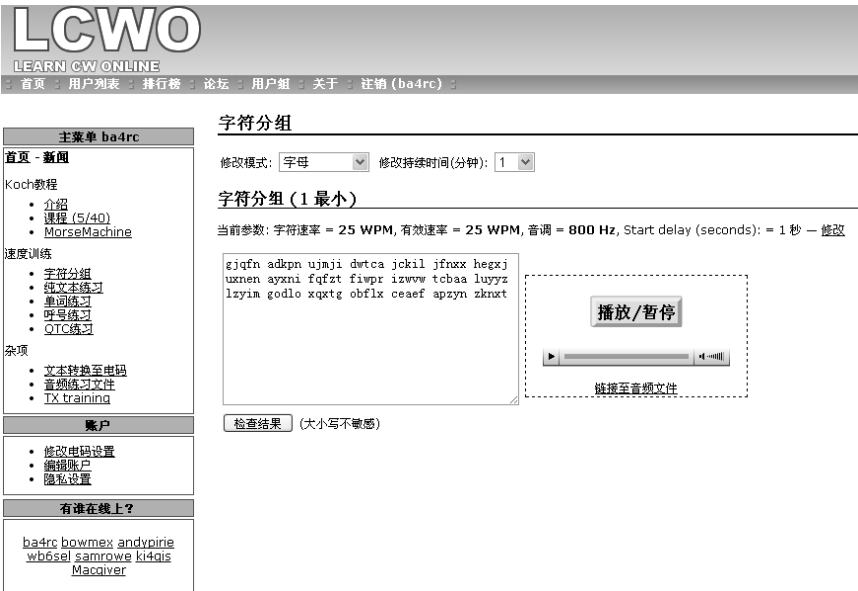 LCWO
LEARN CW ONLINE
首页 用户列表 排行榜 论坛 用户组 关于 注销 (ba4rc)
主菜单 ba4rc
首页 - 新闻
Koch教程
介绍
课程 (5/40)
MorseMachine
速度训练
字符分组
纯文本练习
单词练习
呼号练习
QTC练习
杂项
文本转换至电码
音频练习文件
TX training
账户
修改电码设置
编辑账户
隐私设置
有谁在线上?
ba4rc bowmex andypirie
wb6sel samrowe ki4qis
Macgiver
字符分组
修改模式: 字母 修改持续时间(分钟): 1
字符分组 (1 最小)
当前参数: 字符速率 = 25 WPM, 有效速率 = 25 WPM, 音调 = 800 Hz, Start delay (seconds): = 1 秒 — 修改
gjqfn adkpn ujmji dwtca jckil jfnxx hegxj
uxnen ayxni fqfzt fiwpr izwvw tcbaa luyyz
lzyim godlo xqxtg obflx ceaef apzyn zknxt
播放/暂停
链接至音频文件
检查结果 (大小写不敏感)